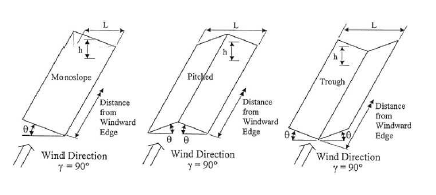 L
h
Monoslope
Distance
from
Windward
Edge
θ
Wind Direction
γ = 90°
L
h
Pitched
Distance
from
Windward
Edge
θ θ
Wind Direction
γ = 90°
L
h
Trough
Distance
from
Windward
Edge
θ θ
Wind Direction
γ = 90°